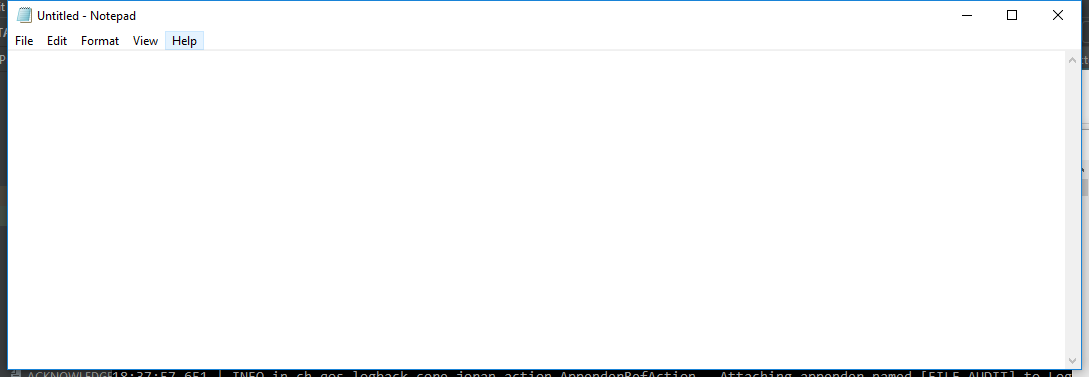 Untitled - Notepad
File Edit Format View Help
ACKNOWLEDGE18:37:57,651 | INFO in ch.qos.logback.core.joran.action.AppenderRefAction - Attaching appender named [FILE_AUDIT] to Log